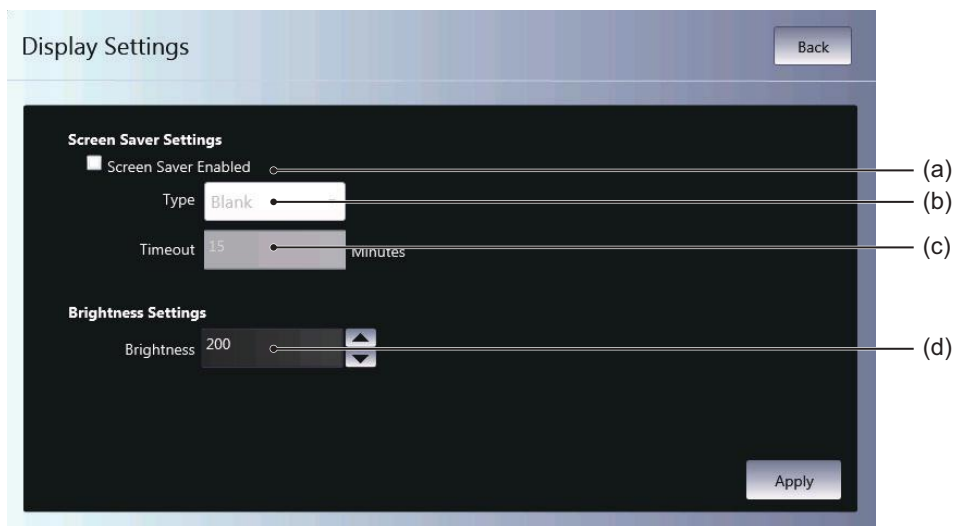 Display Settings
Back
Screen Saver Settings
Screen Saver Enabled
(a)
Type Blank
(b)
Timeout 15 Minutes
(c)
Brightness Settings
Brightness 200
(d)
Apply